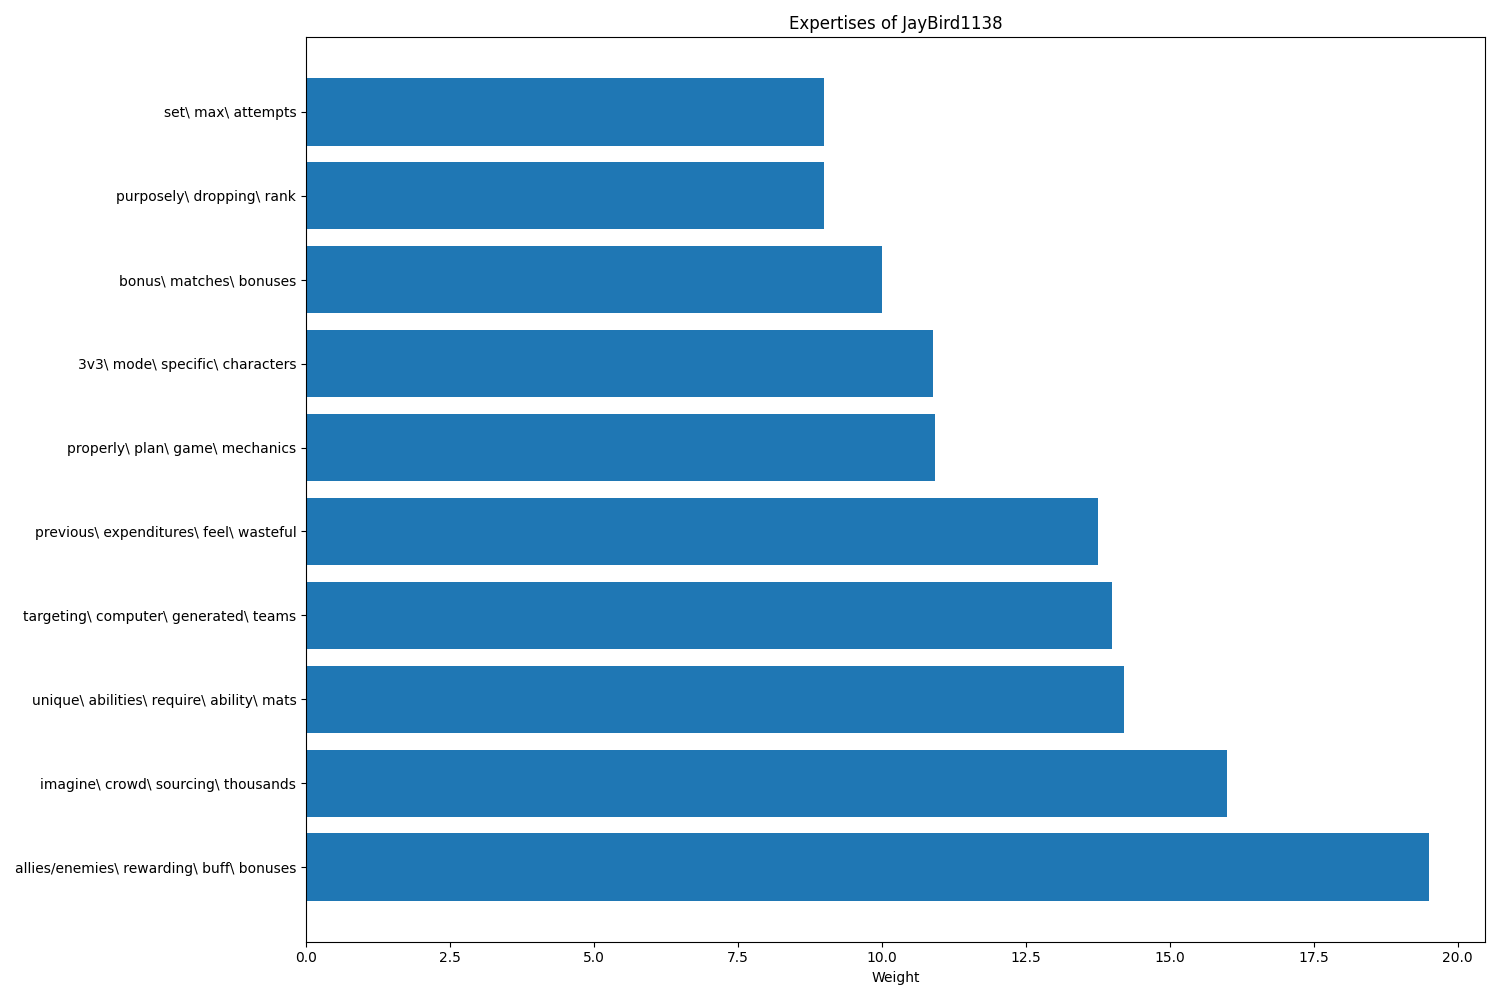 Expertises of JayBird1138
set\ max\ attempts
purposely\ dropping\ rank
bonus\ matches\ bonuses
3v3\ mode\ specific\ characters
properly\ plan\ game\ mechanics
previous\ expenditures\ feel\ wasteful
targeting\ computer\ generated\ teams
unique\ abilities\ require\ ability\ mats
imagine\ crowd\ sourcing\ thousands
allies/enemies\ rewarding\ buff\ bonuses
0.0 2.5 5.0 7.5 10.0 12.5 15.0 17.5 20.0
Weight